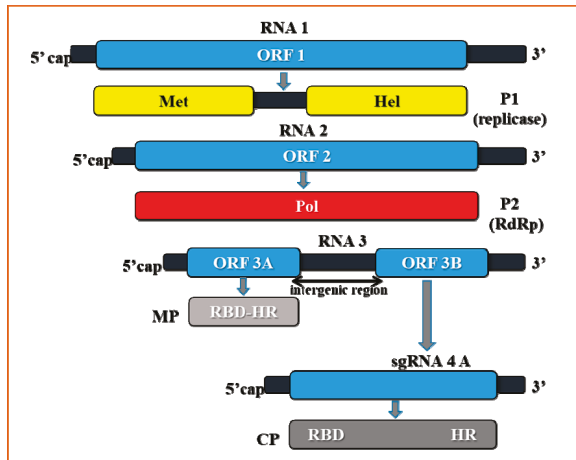 RNA 1
5’ cap
ORF 1
3’
Met
Hel
P1
(replicase)
RNA 2
5’cap
ORF 2
3’
Pol
P2
(RdRp)
RNA 3
5’cap
ORF 3A
ORF 3B
3’
intergenic region
MP
RBD-HR
sgRNA 4 A
5’cap
3’
CP
RBD
HR